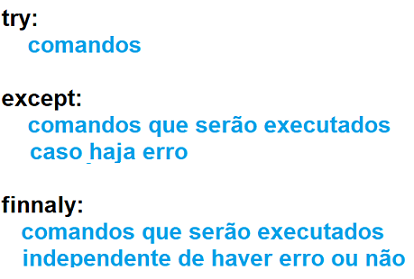 try:
comandos
except:
comandos que serão executados
caso haja erro
finnaly:
comandos que serão executados
independente de haver erro ou não